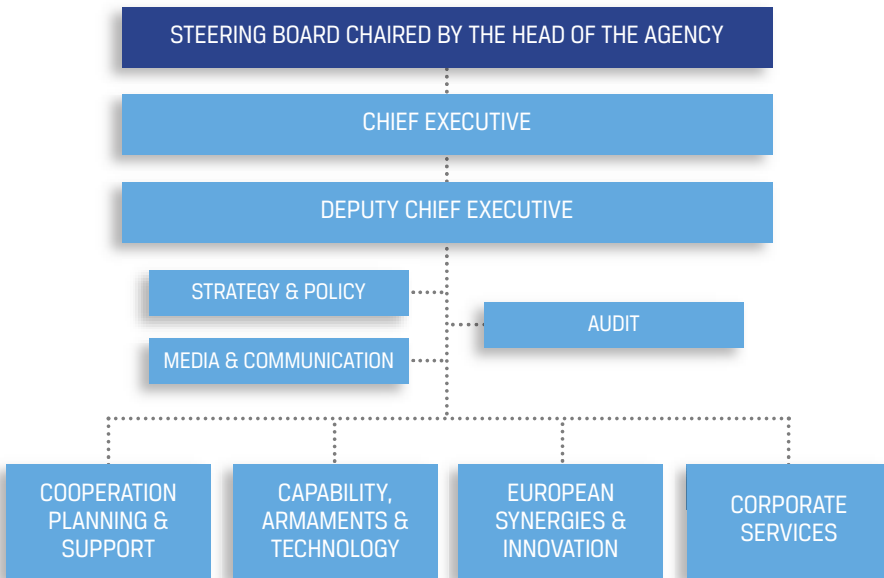 STEERING BOARD CHAIRED BY THE HEAD OF THE AGENCY
CHIEF EXECUTIVE
DEPUTY CHIEF EXECUTIVE
STRATEGY & POLICY
AUDIT
MEDIA & COMMUNICATION
COOPERATION
PLANNING &
SUPPORT
CAPABILITY,
ARMAMENTS &
TECHNOLOGY
EUROPEAN
SYNERGIES &
INNOVATION
CORPORATE
SERVICES